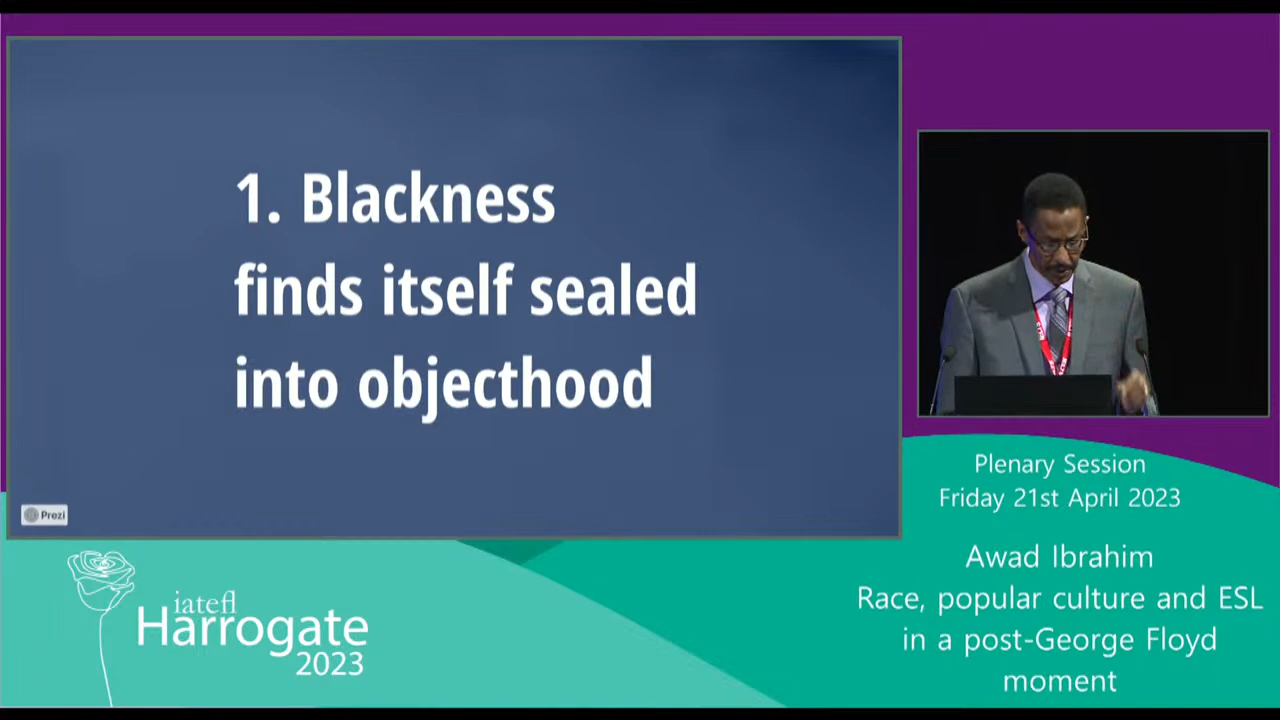 1. Blackness
finds itself sealed
into objecthood
Prezi
Plenary Session
Friday 21st April 2023
Awad Ibrahim
Race, popular culture and ESL
in a post-George Floyd
moment
iatefl
Harrogate
2023